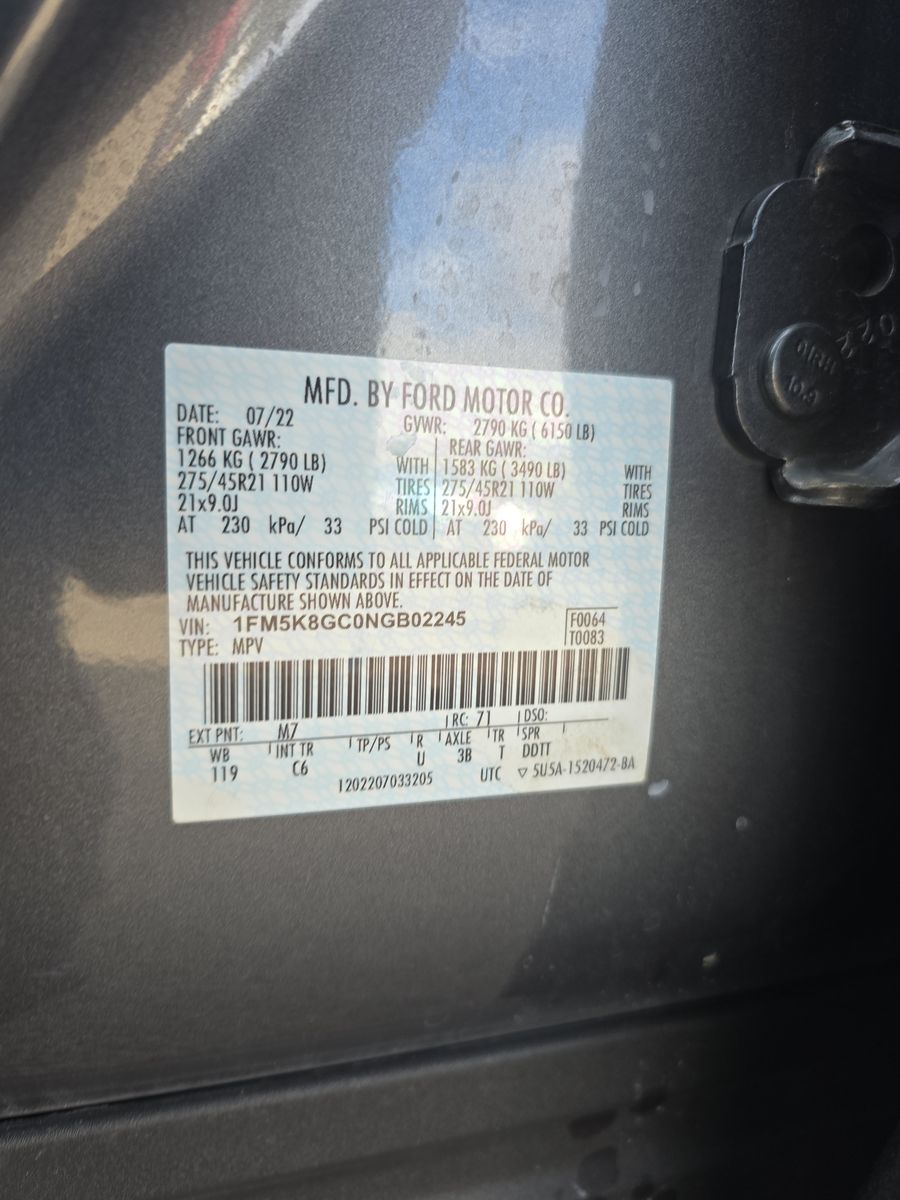 MFD. BY FORD MOTOR CO.
DATE: 07/22 GVWR: 2790 KG ( 6150 LB)
FRONT GAWR: REAR GAWR:
1266 KG ( 2790 LB) WITH 1583 KG ( 3490 LB) WITH
275/45R21 110W TIRES 275/45R21 110W TIRES
21x9.0J RIMS 21x9.0J RIMS
AT 230 kPa/ 33 PSI COLD AT 230 kPa/ 33 PSI COLD
THIS VEHICLE CONFORMS TO ALL APPLICABLE FEDERAL MOTOR
VEHICLE SAFETY STANDARDS IN EFFECT ON THE DATE OF
MANUFACTURE SHOWN ABOVE.
VIN: 1FM5K8GC0NGB02245 F0064
TYPE: MPV T0083
EXT PNT: M7 RC: 71 DSO:
WB INT TR TP/PS R AXLE TR SPR
119 C6 U 3B T DDTT
1202207033205 UTC ▽ 5U5A-1520472-BA